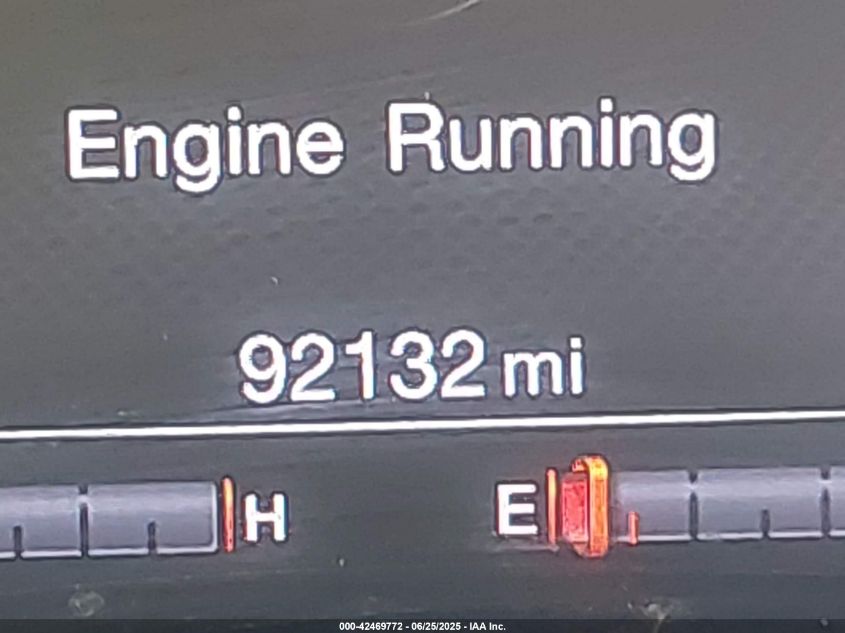 Engine Running
92132 mi
H E
000-42469772 - 06/25/2025 - IAA Inc.